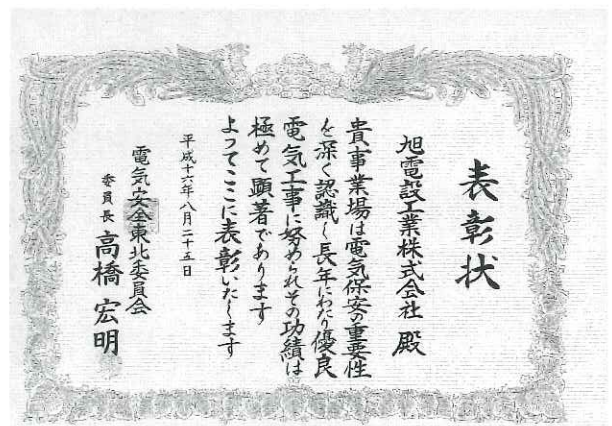 表彰状
旭電設工業株式会社 殿
貴事業場は電気保安の重要性
を深く認識し長年にわたり優良
電気工事に努められその功績は
極めて顕著であります
よってここに表彰いたします
平成十六年八月二十五日
電気安全東北委員会
委員長 高橋宏明